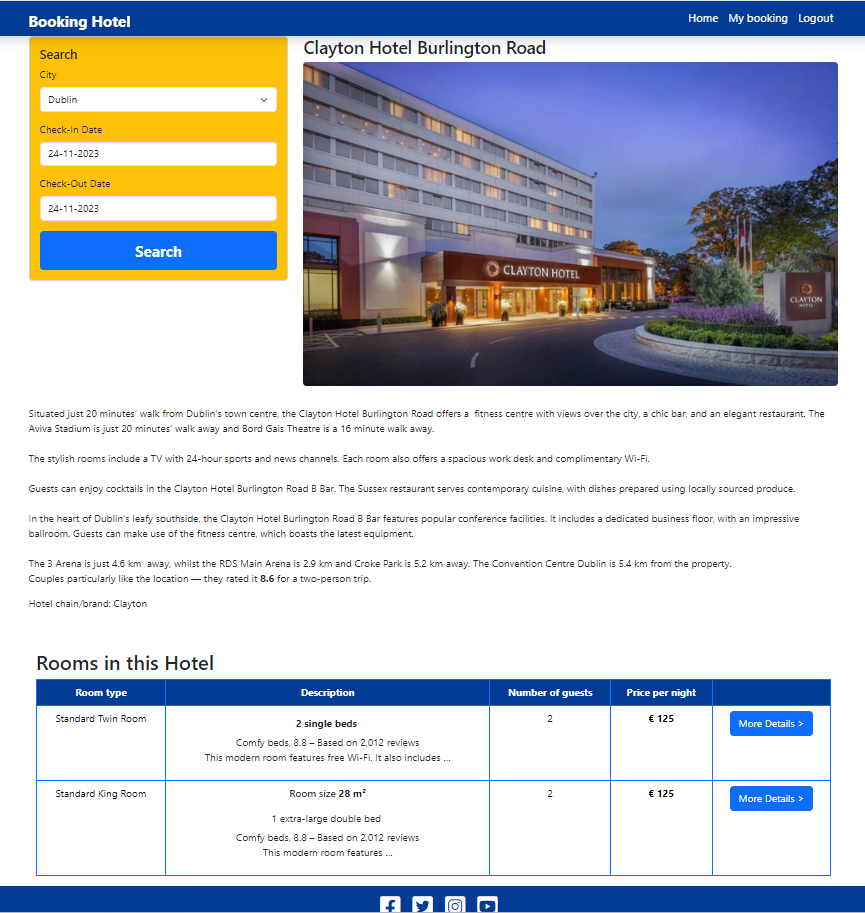 Booking Hotel
Home My booking Logout
Search
City
Dublin
Check-In Date
24-11-2023
Check-Out Date
24-11-2023
Search
Clayton Hotel Burlington Road
CLAYTON HOTEL
CLAYTON
HOTEL
Situated just 20 minutes’ walk from Dublin’s town centre, the Clayton Hotel Burlington Road offers a  fitness centre with views over the city, a chic bar, and an elegant restaurant. The
Aviva Stadium is just 20 minutes’ walk away and Bord Gais Theatre is a 16 minute walk away.
The stylish rooms include a TV with 24-hour sports and news channels. Each room also offers a spacious work desk and complimentary Wi-Fi.
Guests can enjoy cocktails in the Clayton Hotel Burlington Road B Bar. The Sussex restaurant serves contemporary cuisine, with dishes prepared using locally sourced produce.
In the heart of Dublin’s leafy southside, the Clayton Hotel Burlington Road B Bar features popular conference facilities. It includes a dedicated business floor, with an impressive
ballroom. Guests can make use of the fitness centre, which boasts the latest equipment.
The 3 Arena is just 4.6 km  away, whilst the RDS Main Arena is 2.9 km and Croke Park is 5.2 km away. The Convention Centre Dublin is 5.4 km from the property.
Couples particularly like the location — they rated it 8.6 for a two-person trip.
Hotel chain/brand: Clayton
Rooms in this Hotel
Room type Description Number of guests Price per night
Standard Twin Room 2 single beds 2 € 125 More Details >
Comfy beds, 8.8 – Based on 2,012 reviews
This modern room features free Wi-Fi. It also includes ...
Standard King Room Room size 28 m² 2 € 125 More Details >
1 extra-large double bed
Comfy beds, 8.8 – Based on 2,012 reviews
This modern room features ...